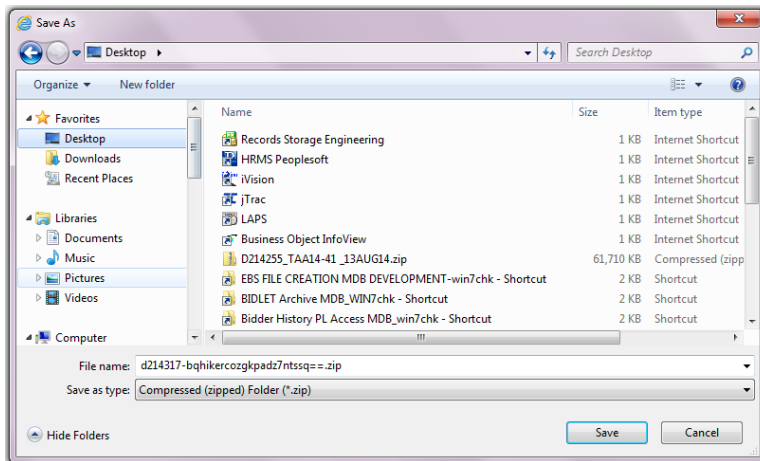 Save As
Desktop
Search Desktop
Organize New folder
Name Size Item type
Favorites
Desktop
Downloads
Recent Places
Libraries
Documents
Music
Pictures
Videos
Computer
Records Storage Engineering 1 KB Internet Shortcut
HRMS Peoplesoft 1 KB Internet Shortcut
iVision 1 KB Internet Shortcut
jTrac 1 KB Internet Shortcut
LAPS 1 KB Internet Shortcut
Business Object InfoView 1 KB Internet Shortcut
D214255_TAA14-41 _13AUG14.zip 61,710 KB Compressed (zipp
EBS FILE CREATION MDB DEVELOPMENT-win7chk - Shortcut 2 KB Shortcut
BIDLET Archive MDB_WIN7chk - Shortcut 2 KB Shortcut
Bidder History PL Access MDB_win7chk - Shortcut 2 KB Shortcut
File name: d214317-bqhikercozgkpadz7ntssq==.zip
Save as type: Compressed (zipped) Folder (*.zip)
Hide Folders Save Cancel